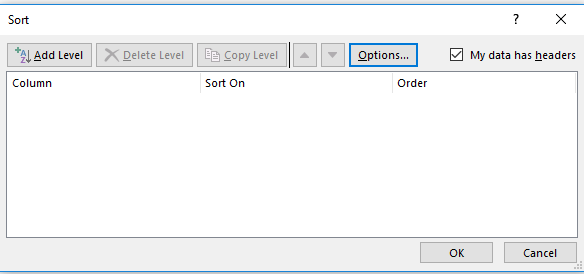 Sort ?
Add Level Delete Level Copy Level Options... My data has headers
Column Sort On Order
OK Cancel